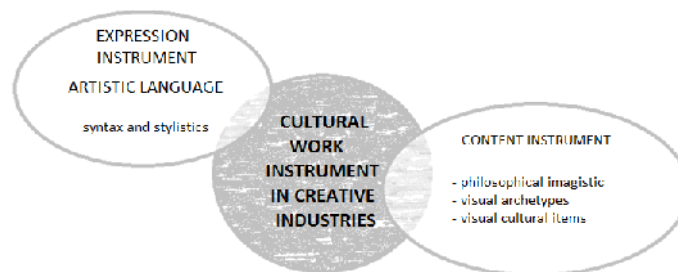 EXPRESSION
INSTRUMENT
ARTISTIC LANGUAGE
syntax and stylistics
CULTURAL
WORK
INSTRUMENT
IN CREATIVE
INDUSTRIES
CONTENT INSTRUMENT
- philosophical imagistic
- visual archetypes
- visual cultural items